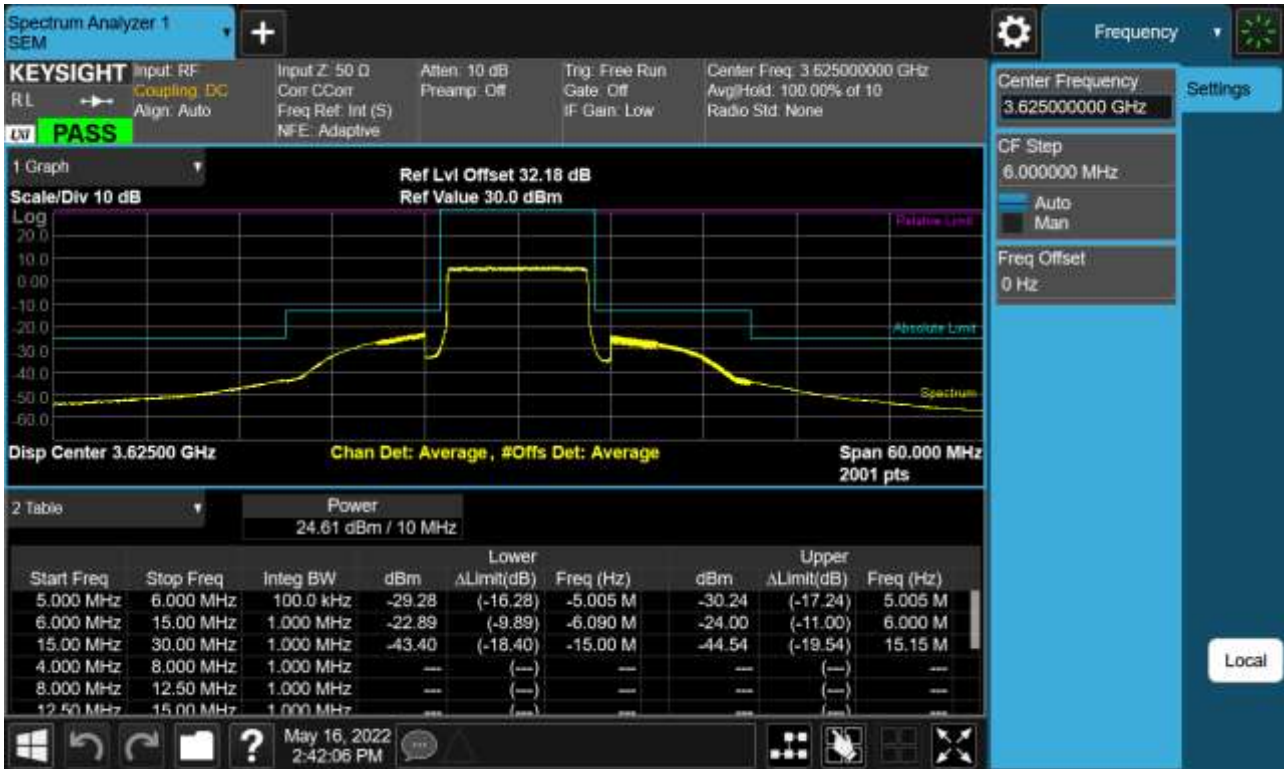 Spectrum Analyzer 1
SEM
Frequency
KEYSIGHT
RL
LXI
PASS
Input: RF
Coupling: DC
Align: Auto
Input Z: 50 Ω
Corr CCorr
Freq Ref: Int (S)
NFE: Adaptive
Atten: 10 dB
Preamp: Off
Trig: Free Run
Gate: Off
IF Gain: Low
Center Freq: 3.625000000 GHz
Avg|Hold: 100.00% of 10
Radio Std: None
Center Frequency
3.625000000 GHz
Settings
CF Step
6.000000 MHz
Auto
Man
Freq Offset
0 Hz
Local
1 Graph
Scale/Div 10 dB
Ref Lvl Offset 32.18 dB
Ref Value 30.0 dBm
Log
20.0
10.0
0.00
-10.0
-20.0
-30.0
-40.0
-50.0
-60.0
Relative Limit
Absolute Limit
Spectrum
Disp Center 3.62500 GHz
Chan Det: Average, #Offs Det: Average
Span 60.000 MHz
2001 pts
2 Table
Power
24.61 dBm / 10 MHz
Lower Upper
Start Freq Stop Freq Integ BW dBm ΔLimit(dB) Freq (Hz) dBm ΔLimit(dB) Freq (Hz)
5.000 MHz 6.000 MHz 100.0 kHz -29.28 (-16.28) -5.005 M -30.24 (-17.24) 5.005 M
6.000 MHz 15.00 MHz 1.000 MHz -22.89 (-9.89) -6.090 M -24.00 (-11.00) 6.000 M
15.00 MHz 30.00 MHz 1.000 MHz -43.40 (-18.40) -15.00 M -44.54 (-19.54) 15.15 M
4.000 MHz 8.000 MHz 1.000 MHz --- (---) --- --- (---) ---
8.000 MHz 12.50 MHz 1.000 MHz --- (---) --- --- (---) ---
12.50 MHz 15.00 MHz 1.000 MHz --- (---) --- --- (---) ---
May 16, 2022
2:42:06 PM